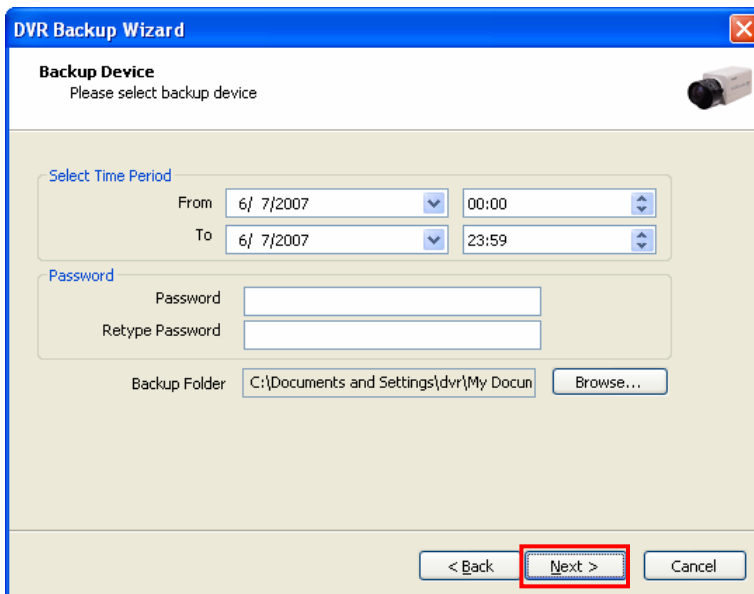 DVR Backup Wizard
Backup Device
Please select backup device
Select Time Period
From 6/ 7/2007 00:00
To 6/ 7/2007 23:59
Password
Password
Retype Password
Backup Folder C:\Documents and Settings\dvr\My Docun Browse...
< Back Next > Cancel